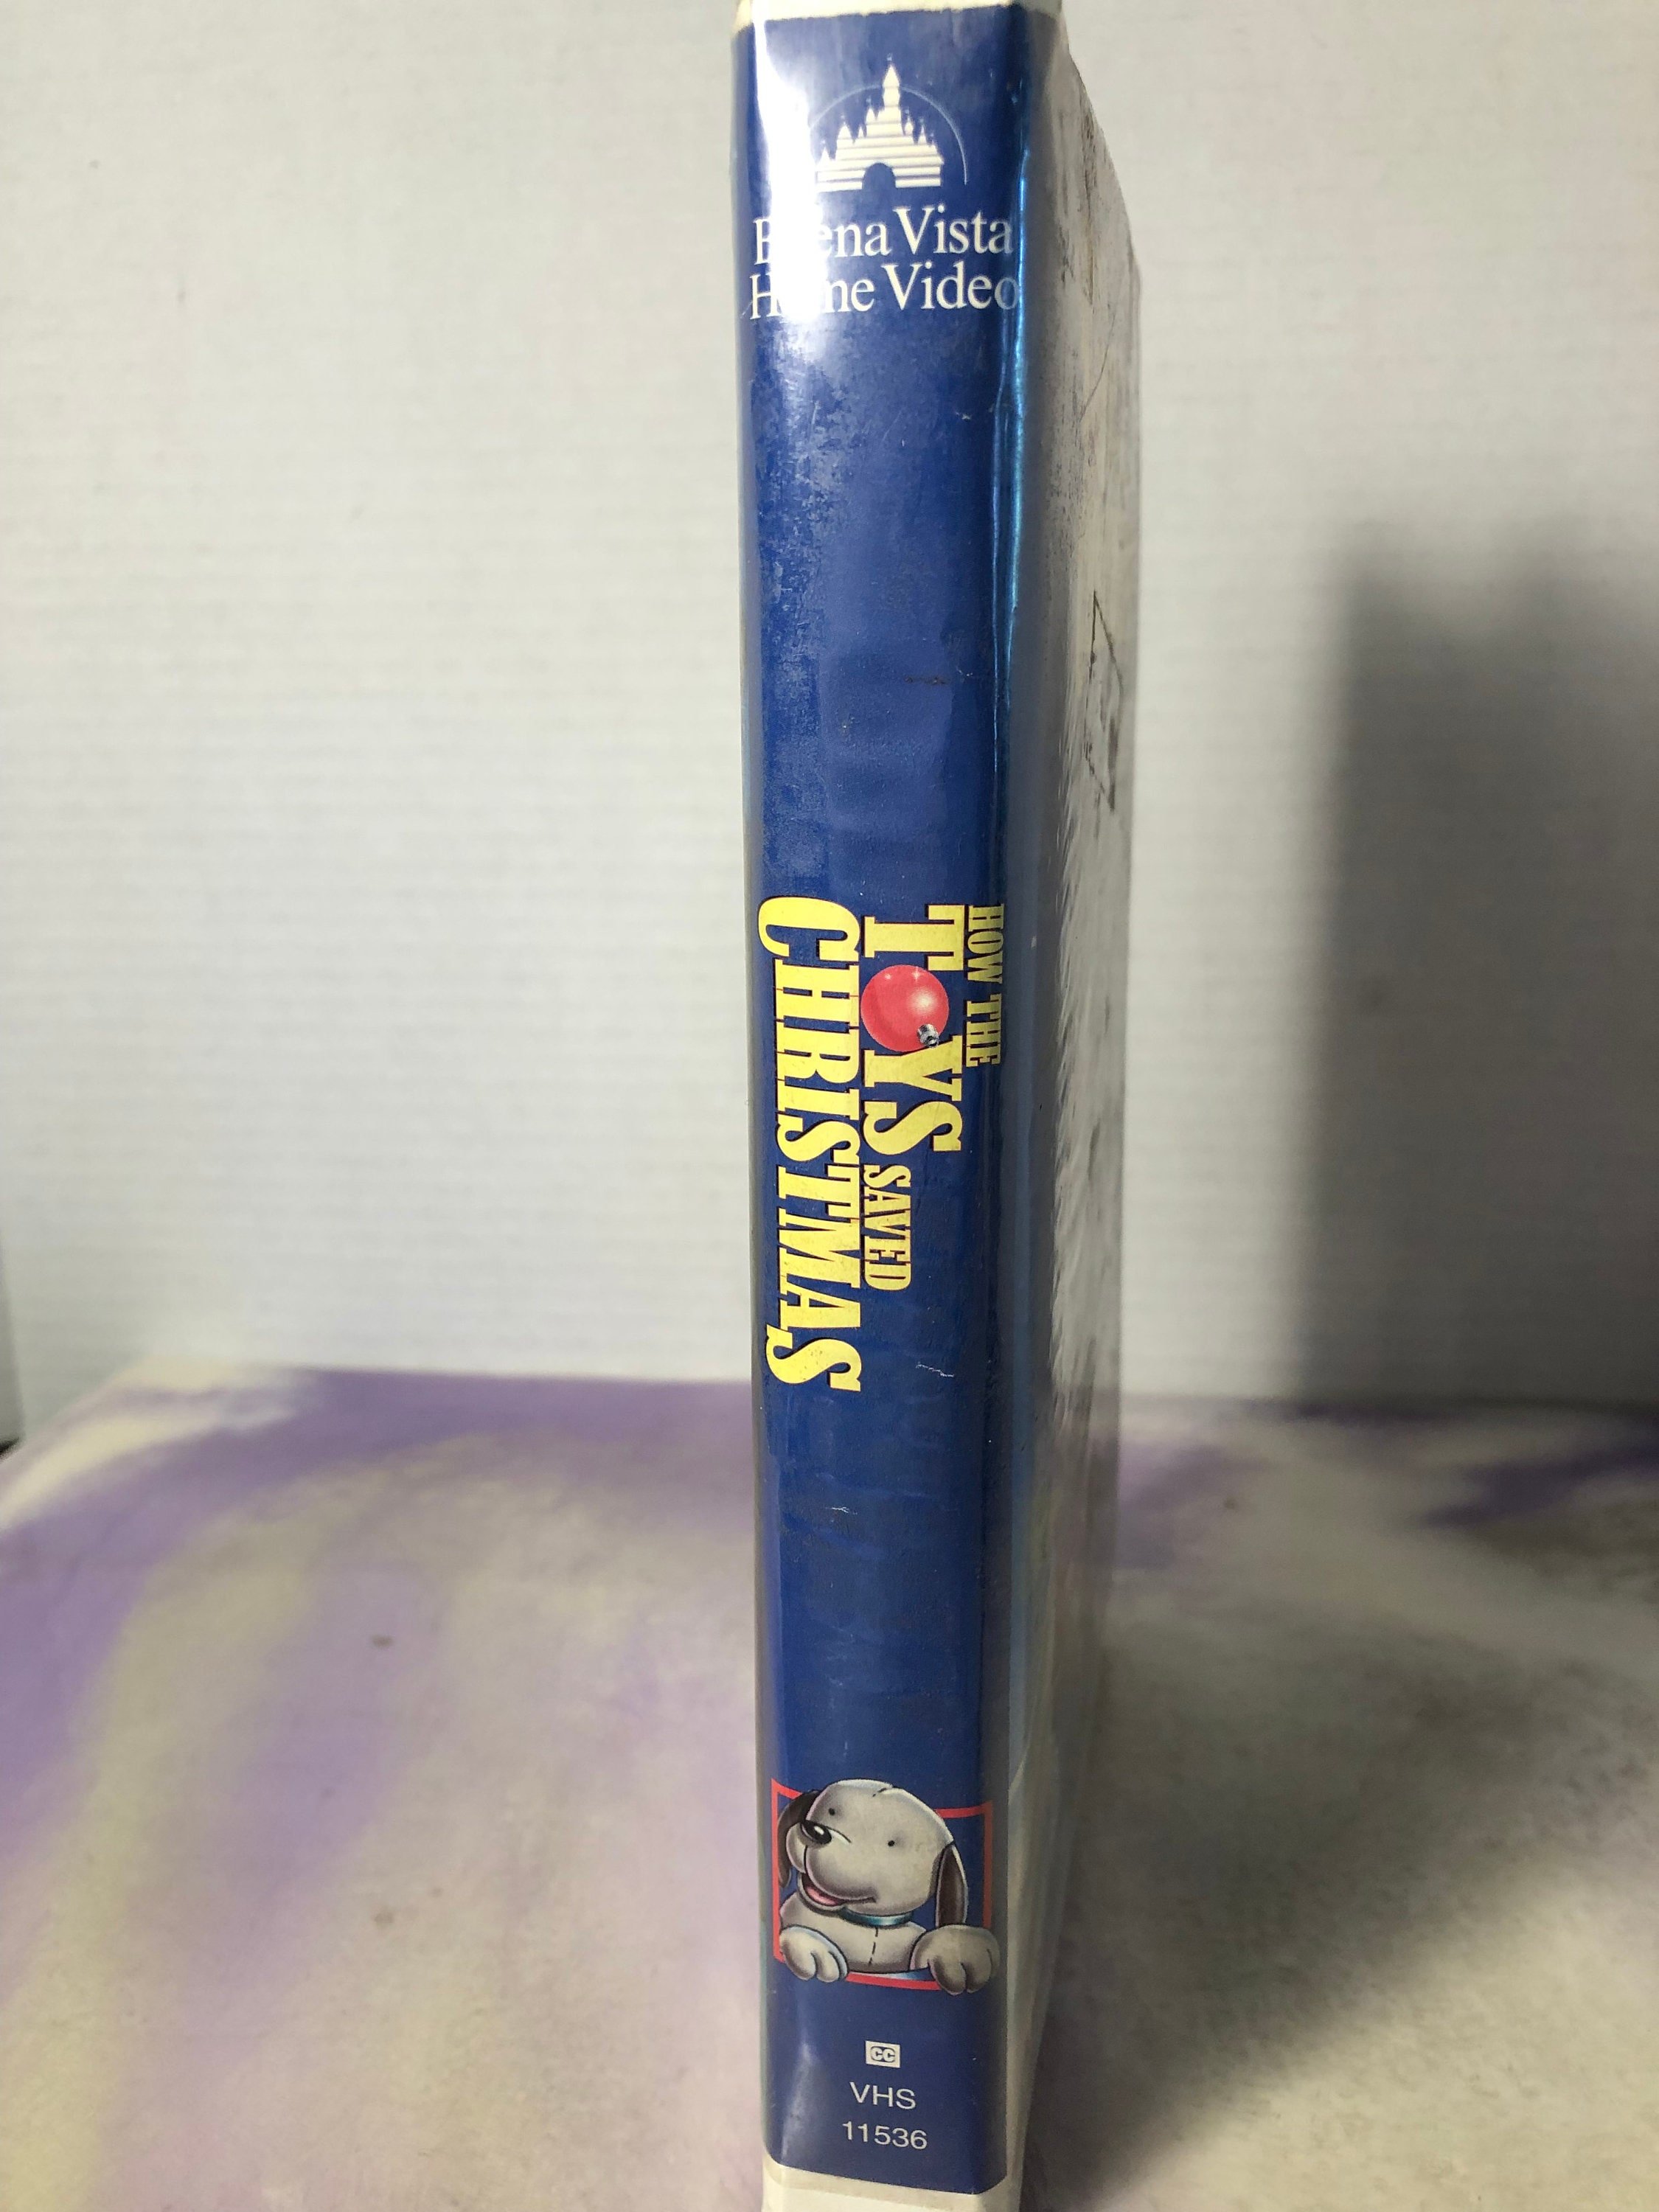 Buena Vista
Home Video
HOW THE
TOYS SAVED
CHRISTMAS
CC
VHS
11536